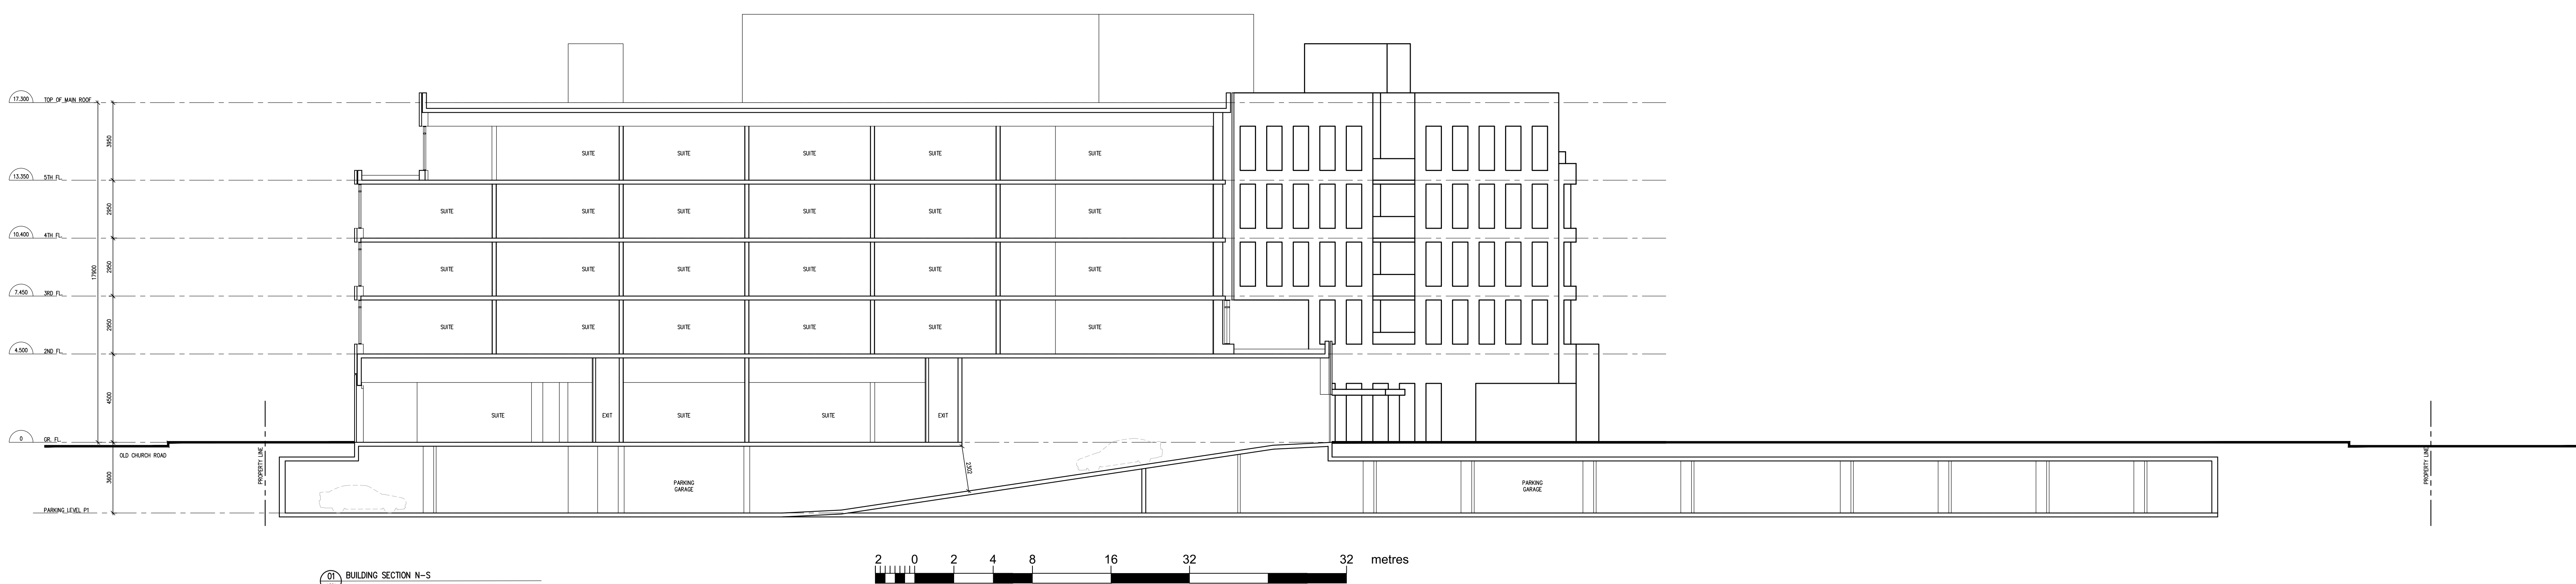 17.300 TOP OF MAIN ROOF
3950
SUITE SUITE SUITE SUITE SUITE
13.350 5TH FL.
2950
SUITE SUITE SUITE SUITE SUITE SUITE
10.400 4TH FL.
17900
2950
SUITE SUITE SUITE SUITE SUITE SUITE
7.450 3RD FL.
2950
SUITE SUITE SUITE SUITE SUITE SUITE
4.500 2ND FL.
4500
SUITE EXIT SUITE SUITE EXIT
0 GR. FL.
OLD CHURCH ROAD
PROPERTY LINE
3600
PARKING
GARAGE
PARKING
GARAGE
PROPERTY LINE
PARKING LEVEL P1
2 0 2 4 8 16 32 32 metres
01 BUILDING SECTION N-S